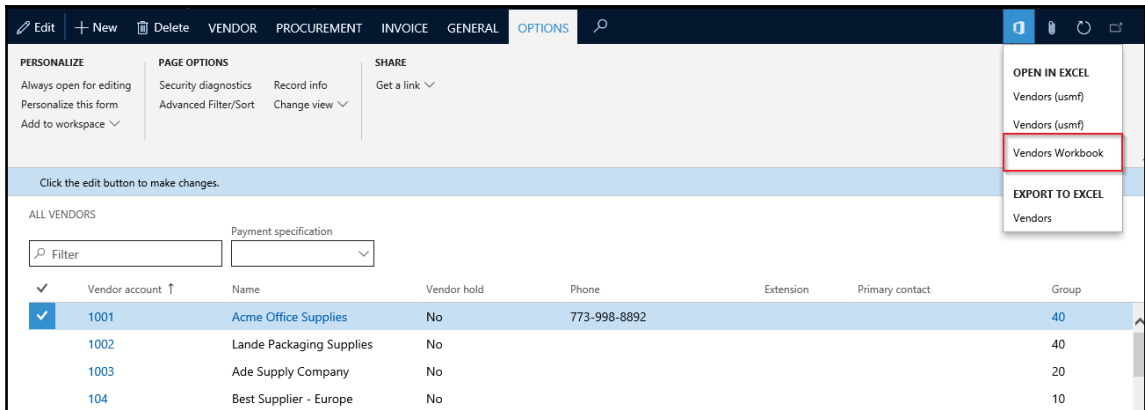 Edit + New Delete VENDOR PROCUREMENT INVOICE GENERAL OPTIONS
PERSONALIZE
Always open for editing
Personalize this form
Add to workspace
PAGE OPTIONS
Security diagnostics Record info
Advanced Filter/Sort Change view
SHARE
Get a link
OPEN IN EXCEL
Vendors (usmf)
Vendors (usmf)
Vendors Workbook
EXPORT TO EXCEL
Vendors
Click the edit button to make changes.
ALL VENDORS
Payment specification
Filter
Vendor account ↑ Name Vendor hold Phone Extension Primary contact Group
1001 Acme Office Supplies No 773-998-8892 40
1002 Lande Packaging Supplies No 40
1003 Ade Supply Company No 20
104 Best Supplier - Europe No 10